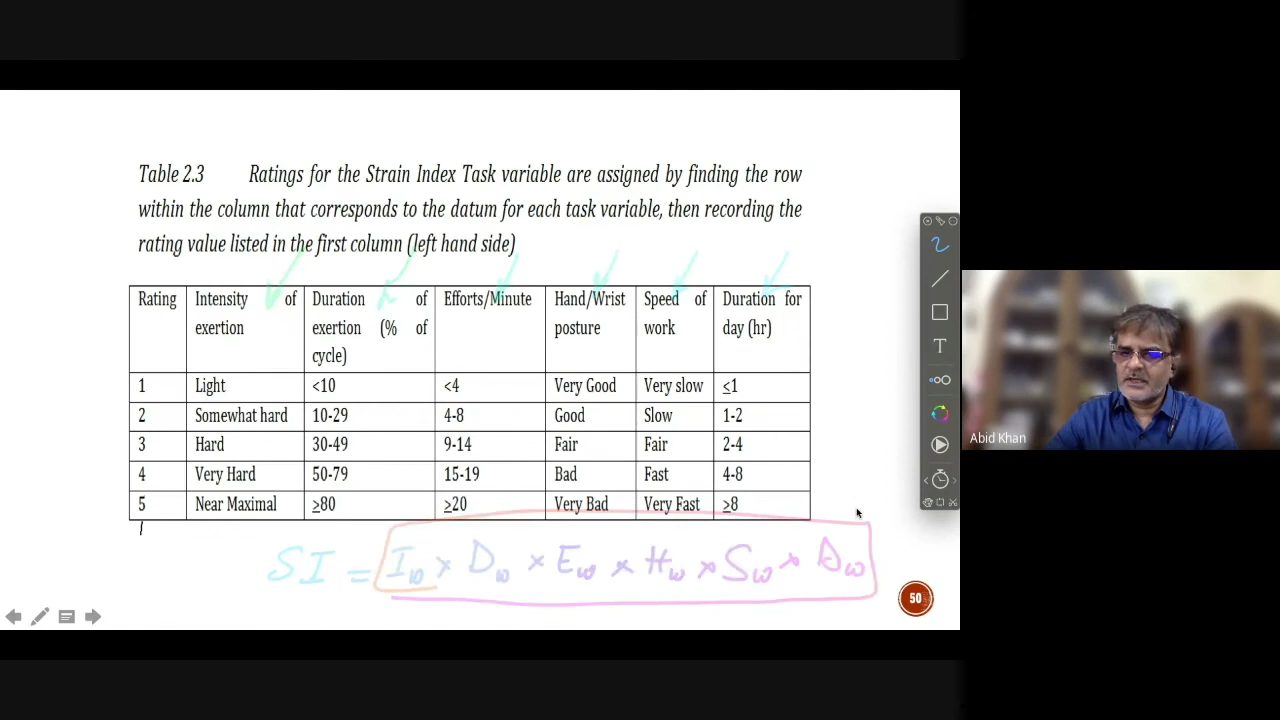 Table 2.3 Ratings for the Strain Index Task variable are assigned by finding the row
within the column that corresponds to the datum for each task variable, then recording the
rating value listed in the first column (left hand side)
Rating Intensity of exertion Duration of exertion (% of cycle) Efforts/Minute Hand/Wrist posture Speed of work Duration for day (hr)
1 Light <10 <4 Very Good Very slow ≤1
2 Somewhat hard 10-29 4-8 Good Slow 1-2
3 Hard 30-49 9-14 Fair Fair 2-4
4 Very Hard 50-79 15-19 Bad Fast 4-8
5 Near Maximal ≥80 ≥20 Very Bad Very Fast ≥8
SI = Iw × Dw × Ew × Hw × Sw × Dw
50
T
Abid Khan